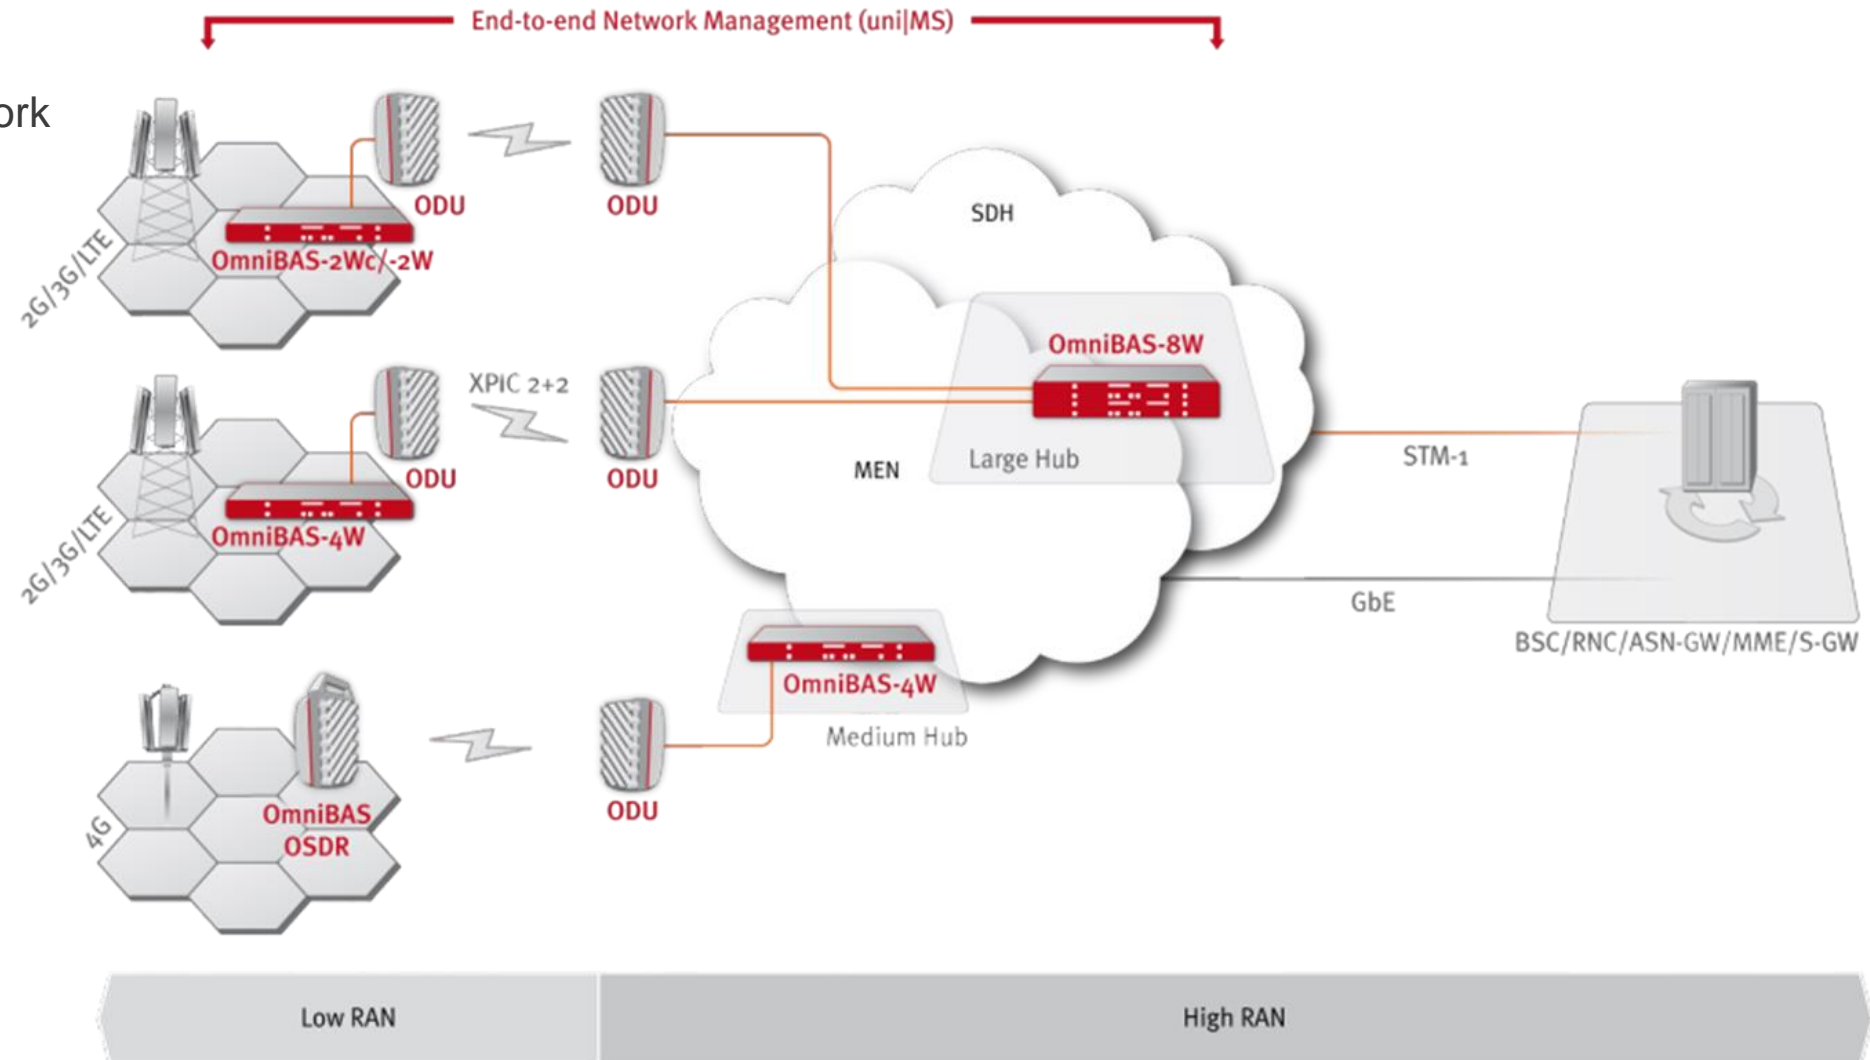 End-to-end Network Management (uni|MS)
ork
ODU
ODU
OmniBAS-2Wc/-2W
2G/3G/LTE
SDH
OmniBAS-8W
XPIC 2+2
ODU
ODU
OmniBAS-4W
2G/3G/LTE
MEN
Large Hub
STM-1
GbE
BSC/RNC/ASN-GW/MME/S-GW
OmniBAS-4W
Medium Hub
OmniBAS
OSDR
4G
ODU
Low RAN
High RAN